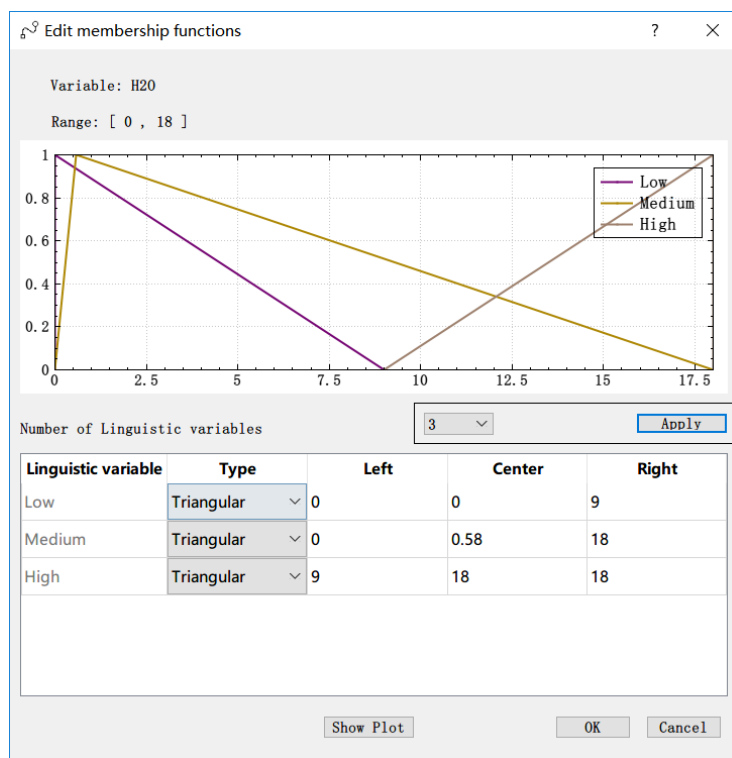 Edit membership functions
?
Variable: H2O
Range: [ 0 , 18 ]
1
0.8
0.6
0.4
0.2
0
0 2.5 5 7.5 10 12.5 15 17.5
Low
Medium
High
Number of Linguistic variables 3 Apply
Linguistic variable Type Left Center Right
Low Triangular 0 0 9
Medium Triangular 0 0.58 18
High Triangular 9 18 18
Show Plot OK Cancel